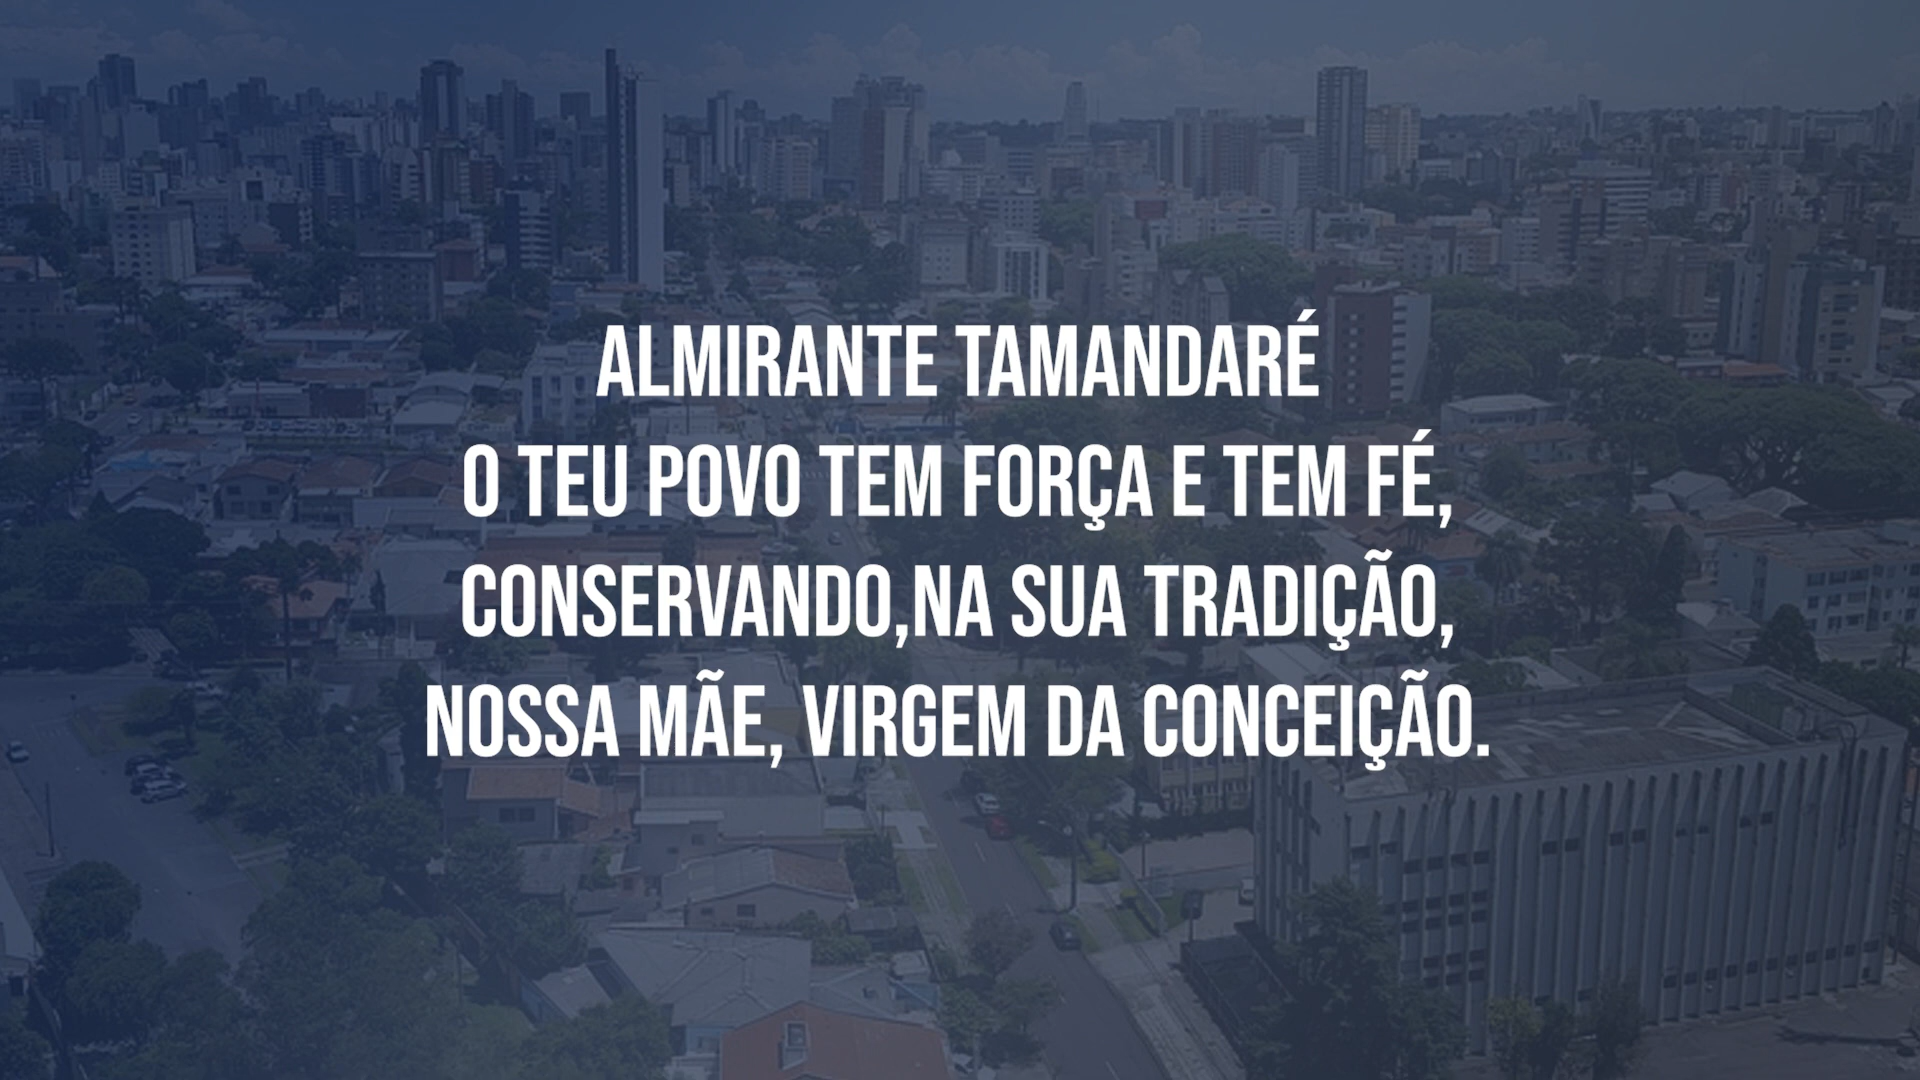 ALMIRANTE TAMANDARÉ
O TEU POVO TEM FORÇA E TEM FÉ,
CONSERVANDO,NA SUA TRADIÇÃO,
NOSSA MÃE, VIRGEM DA CONCEIÇÃO.